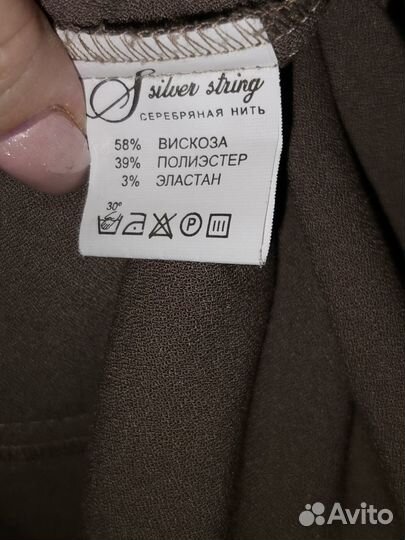 silver string
СЕРЕБРЯНАЯ НИТЬ
58% ВИСКОЗА
39% ПОЛИЭСТЕР
3% ЭЛАСТАН
30°
P
Avito